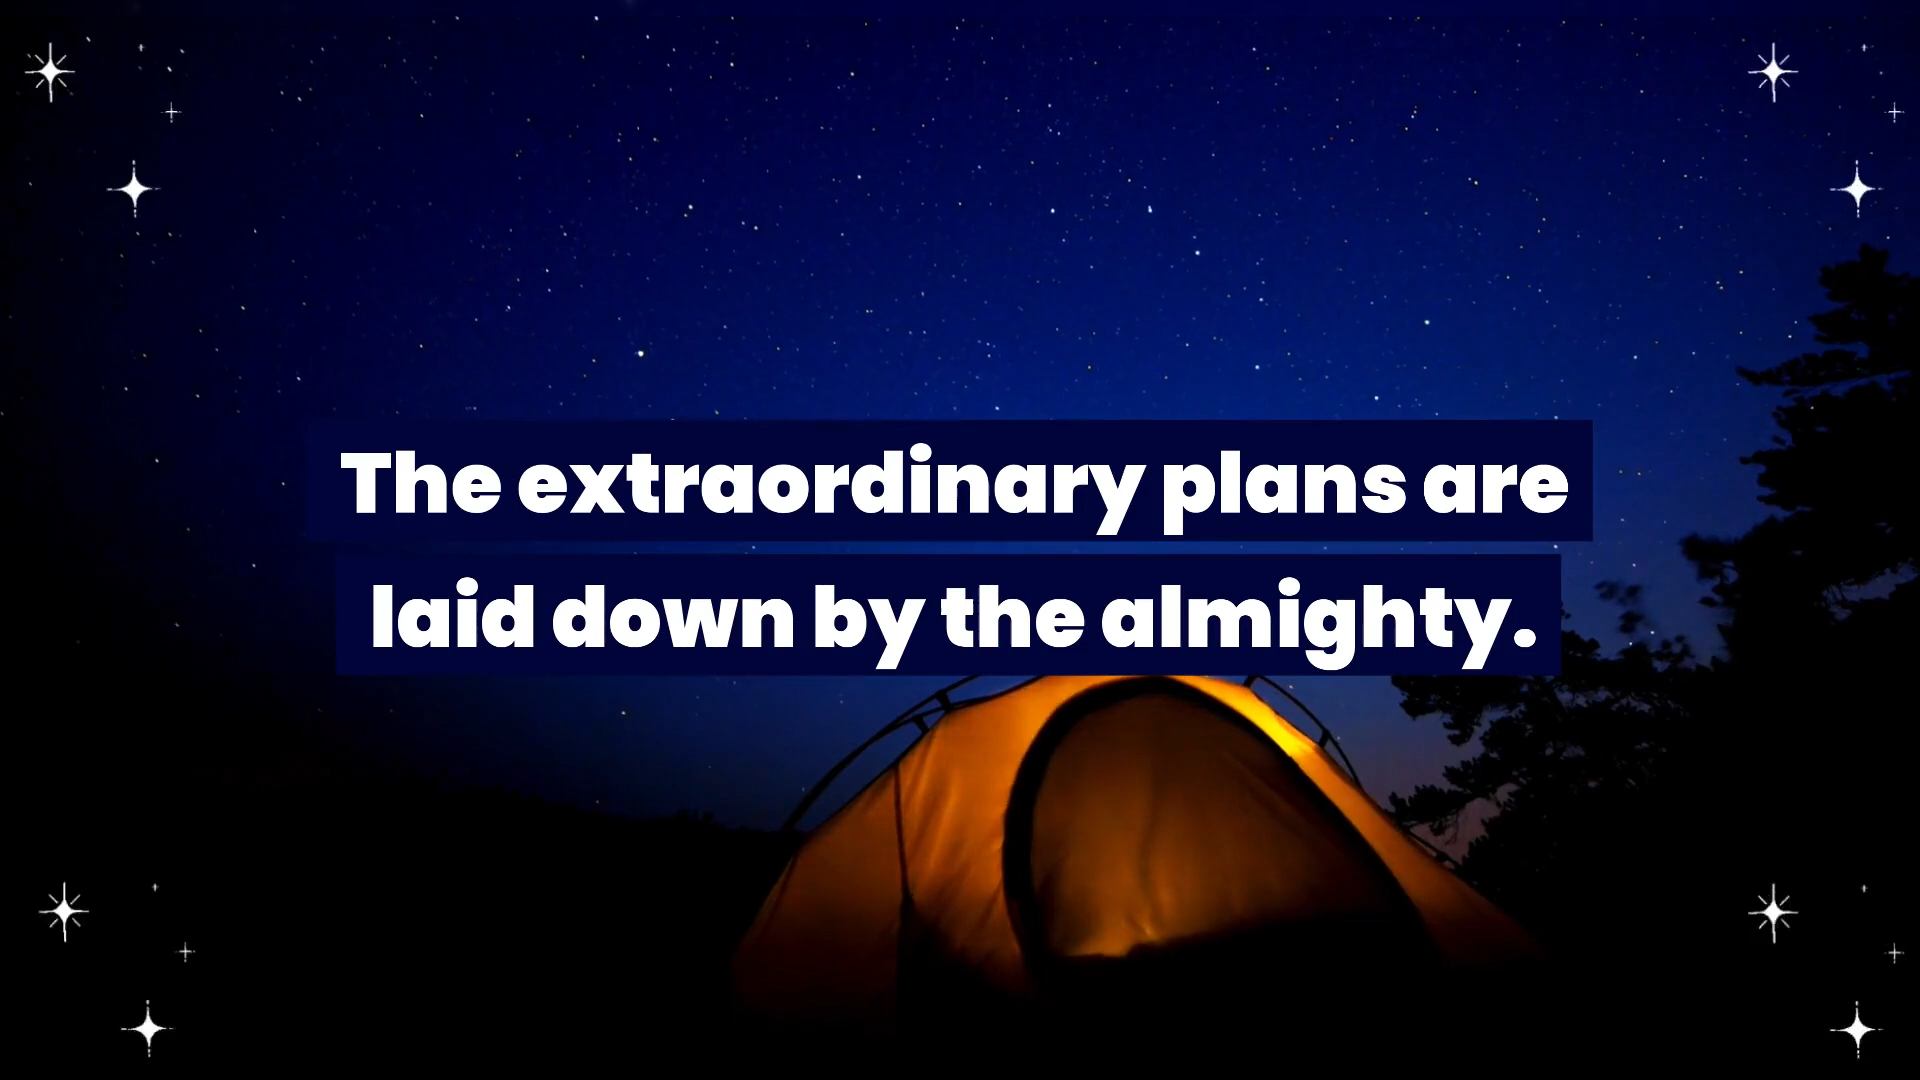 The extraordinary plans are
laid down by the almighty.